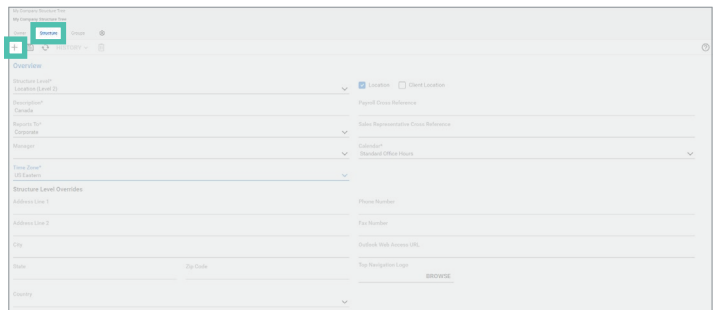 My Company Structure Tree
My Company Structure Tree
Structure
Groups
Overview
Structure Level*
Location (Level 2)
Location
Client Location
Description*
Canada
Payroll Cross Reference
Reports To*
Corporate
Sales Representative Cross Reference
Manager
Calendar*
Standard Office Hours
Time Zone*
US Eastern
Structure Level Overrides
Address Line 1
Phone Number
Address Line 2
Fax Number
City
Outlook Web Access URL
State
Zip Code
Top Navigation Logo
BROWSE
Country